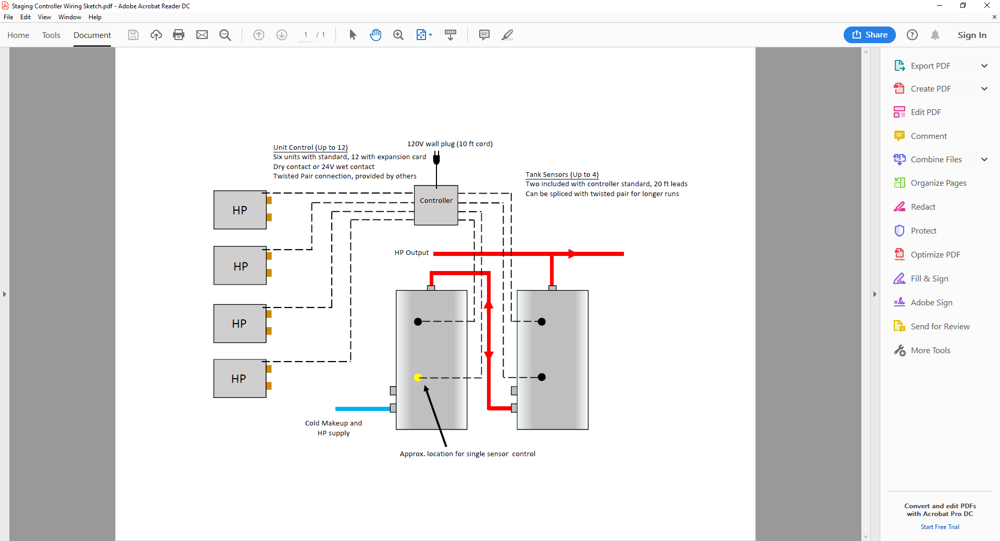 Staging Controller Wiring Sketch.pdf - Adobe Acrobat Reader DC
File Edit View Window Help
Home Tools Document 1 / 1 Share Sign In
Export PDF
Create PDF
Edit PDF
Comment
Combine Files
Organize Pages
Redact
Protect
Optimize PDF
Fill & Sign
Adobe Sign
Send for Review
More Tools
Convert and edit PDFs
with Acrobat Pro DC
Start Free Trial
120V wall plug (10 ft cord)
Unit Control (Up to 12)
Six units with standard, 12 with expansion card
Dry contact or 24V wet contact
Twisted Pair connection, provided by others
Tank Sensors (Up to 4)
Two included with controller standard, 20 ft leads
Can be spliced with twisted pair for longer runs
Controller
HP
HP
HP
HP
HP Output
Cold Makeup and
HP supply
Approx. location for single sensor  control